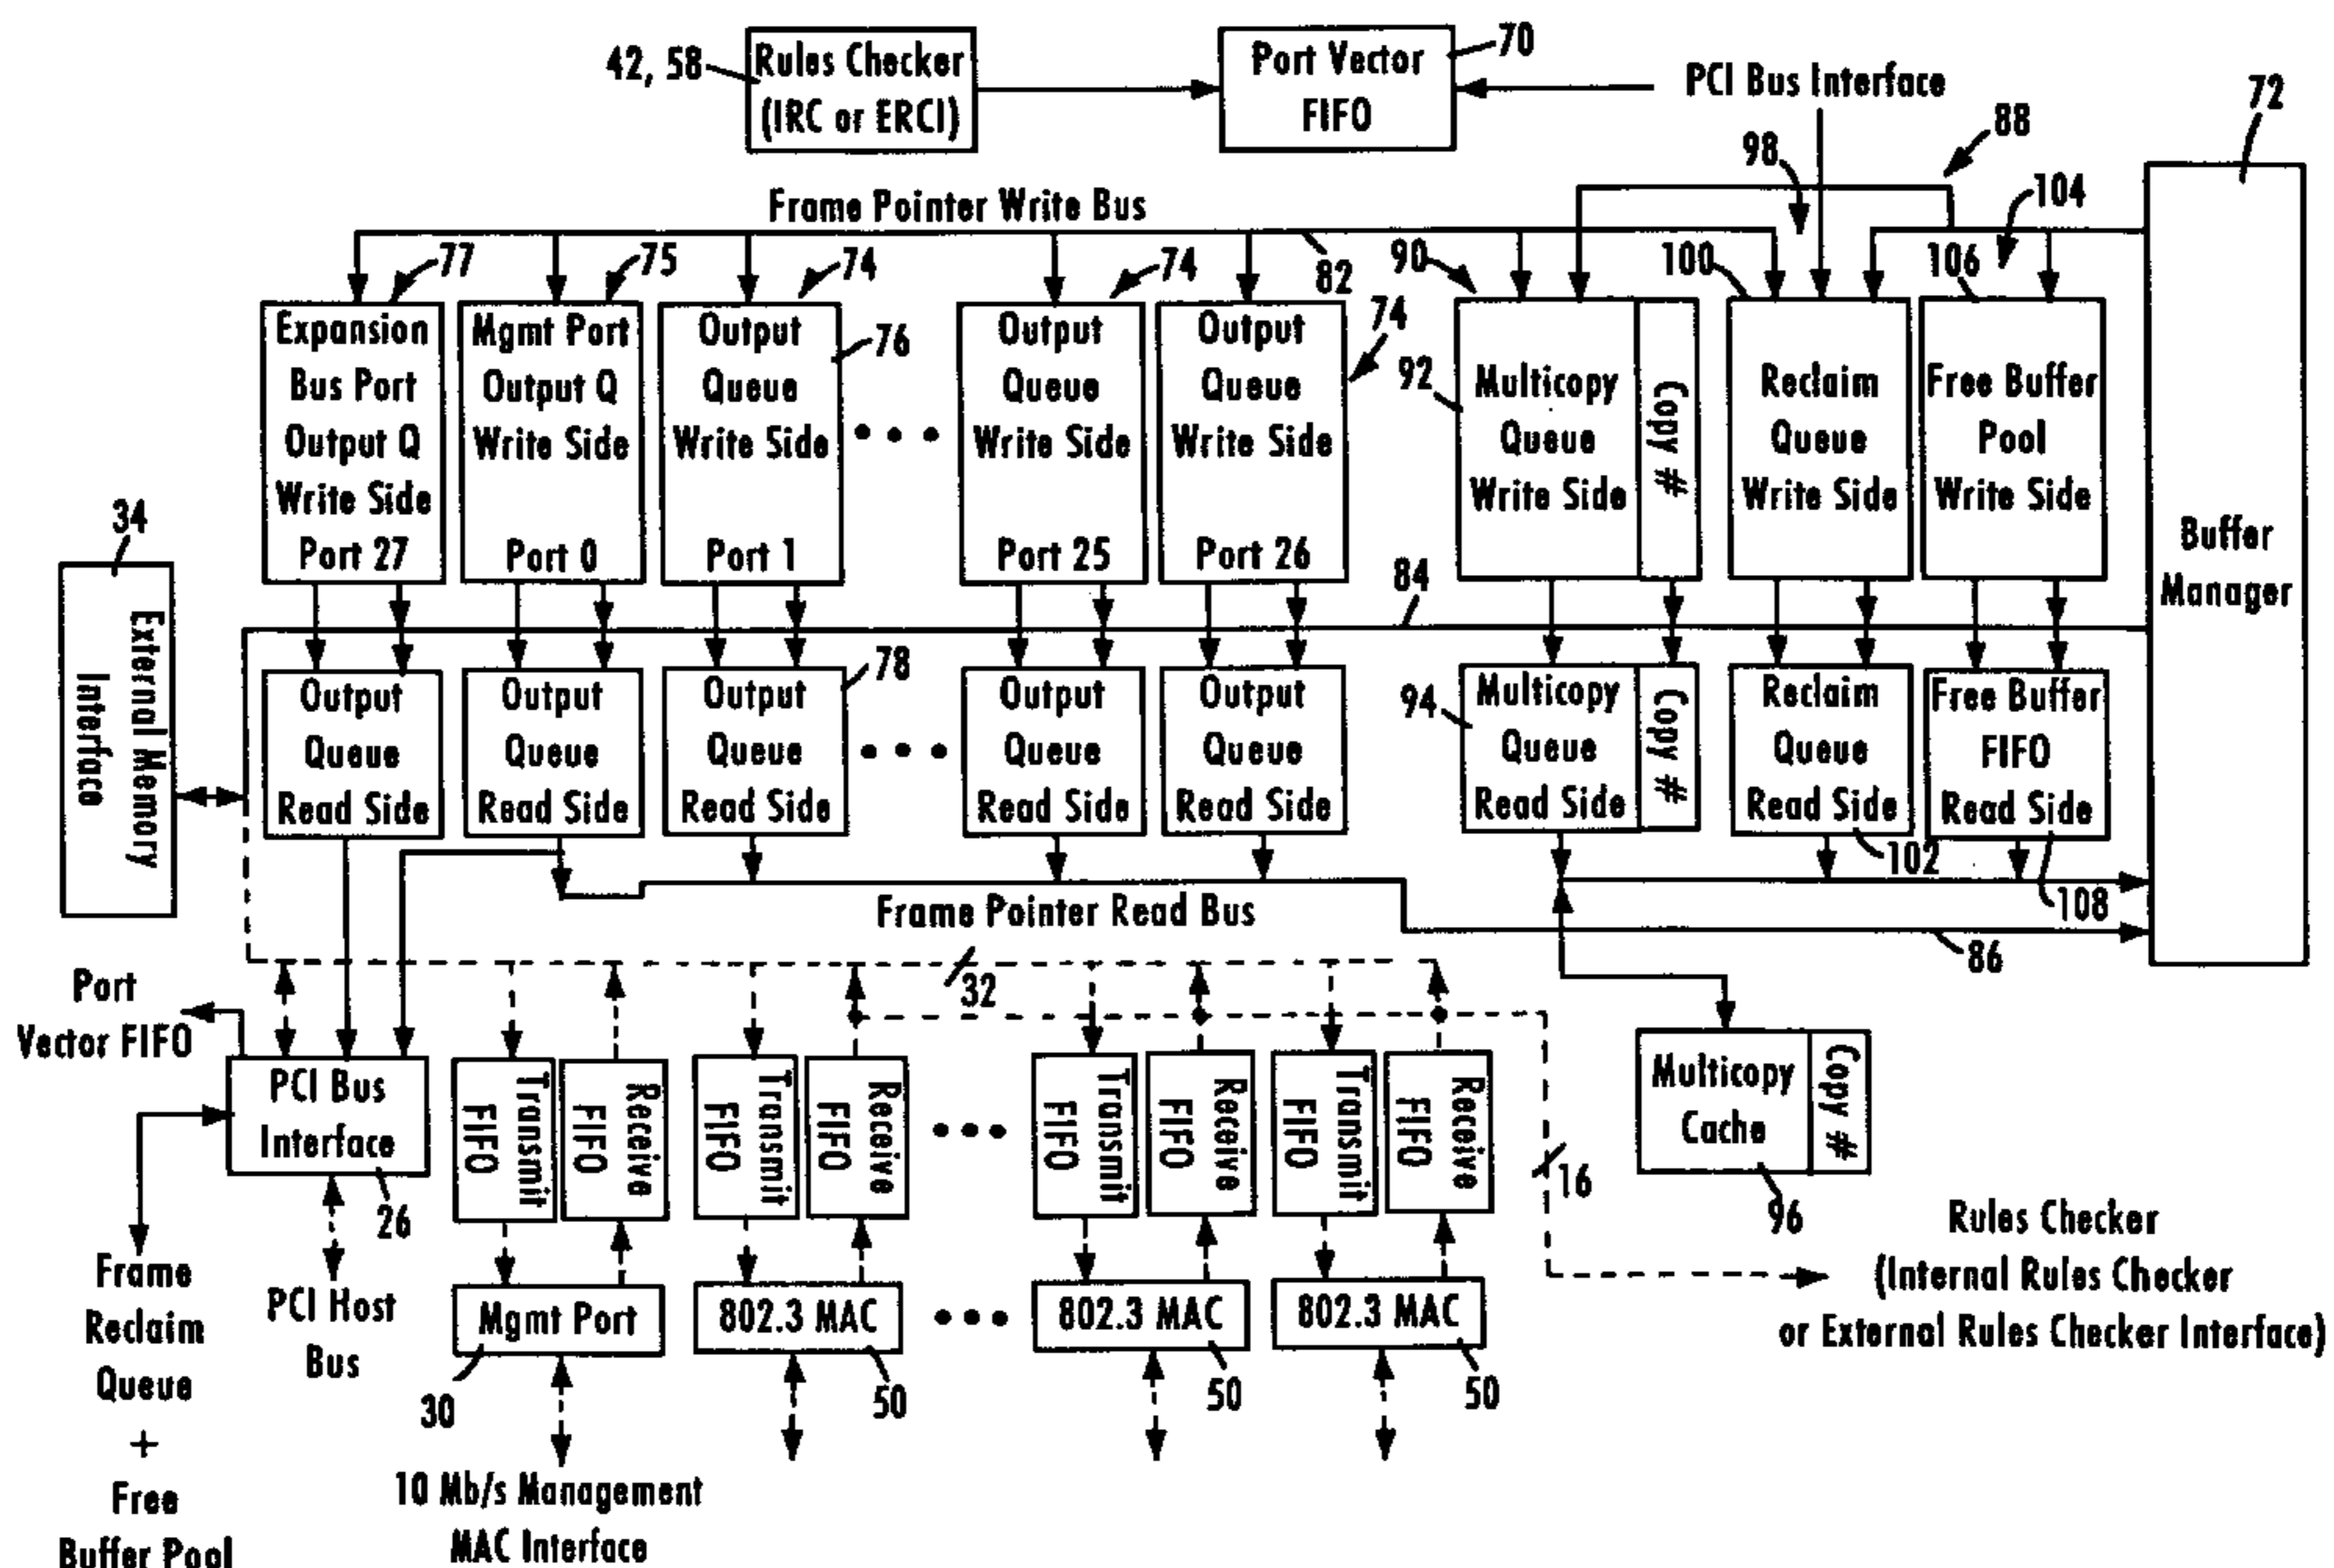 42, 58
Rules Checker
(IRC or ERCI)
Port Vector
FIFO
70
PCI Bus Interface
72
88
98
104
Frame Pointer Write Bus
77
75
74
74
82
90
100
106
Expansion
Bus Port
Output Q
Write Side
Port 27
Mgmt Port
Output Q
Write Side
Port 0
Output
Queue
Write Side
Port 1
76
Output
Queue
Write Side
Port 25
Output
Queue
Write Side
Port 26
74
92
Multicopy
Queue
Write Side
Copy #
Reclaim
Queue
Write Side
Free Buffer
Pool
Write Side
Buffer
Manager
34
External Memory
Interface
84
Output
Queue
Read Side
Output
Queue
Read Side
Output
Queue
Read Side
78
Output
Queue
Read Side
Output
Queue
Read Side
94
Multicopy
Queue
Read Side
Copy #
Reclaim
Queue
Read Side
102
Free Buffer
FIFO
Read Side
108
Frame Pointer Read Bus
86
32
Port
Vector FIFO
PCI Bus
Interface
26
Transmit
FIFO
Receive
FIFO
Transmit
FIFO
Receive
FIFO
Transmit
FIFO
Receive
FIFO
Transmit
FIFO
Receive
FIFO
16
Multicopy
Cache
Copy #
96
Rules Checker
(Internal Rules Checker
or External Rules Checker Interface)
Frame
Reclaim
Queue
+
Free
Buffer Pool
PCI Host
Bus
Mgmt Port
30
802.3 MAC
50
802.3 MAC
50
802.3 MAC
50
10 Mb/s Management
MAC Interface